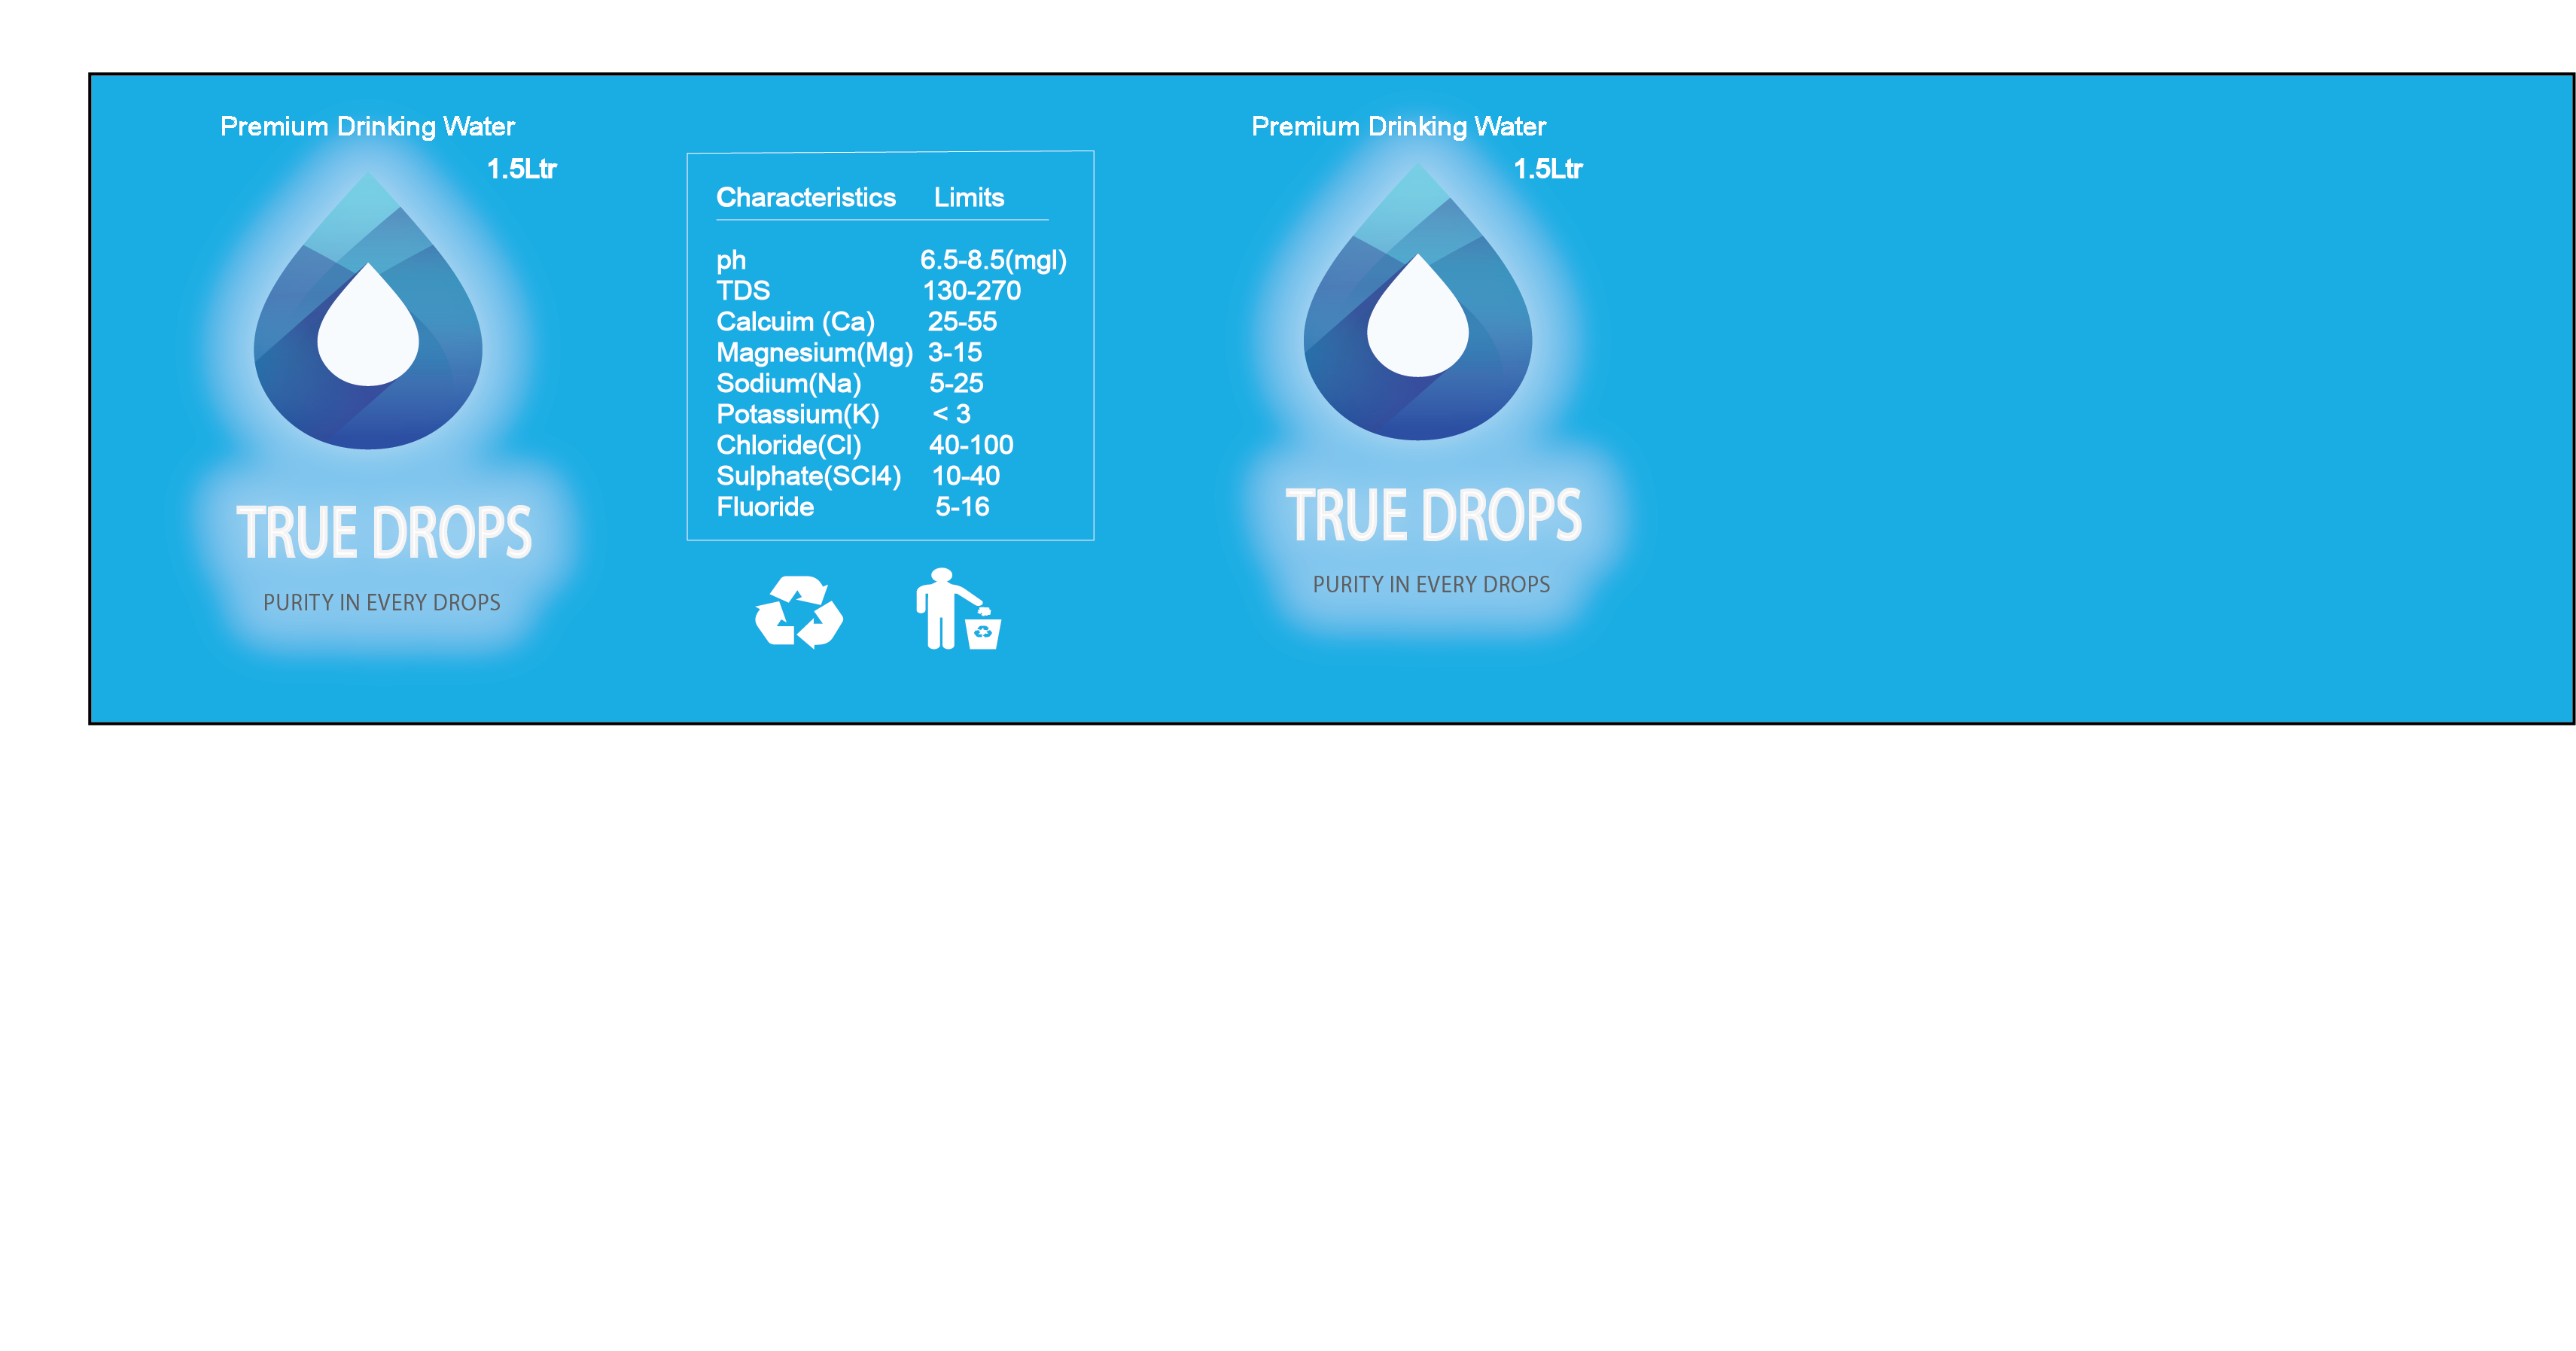 Premium Drinking Water
1.5Ltr
TRUE DROPS
PURITY IN EVERY DROPS
Characteristics Limits
ph 6.5-8.5(mgl)
TDS 130-270
Calcuim (Ca) 25-55
Magnesium(Mg) 3-15
Sodium(Na) 5-25
Potassium(K) < 3
Chloride(Cl) 40-100
Sulphate(SCl4) 10-40
Fluoride 5-16
Premium Drinking Water
1.5Ltr
TRUE DROPS
PURITY IN EVERY DROPS